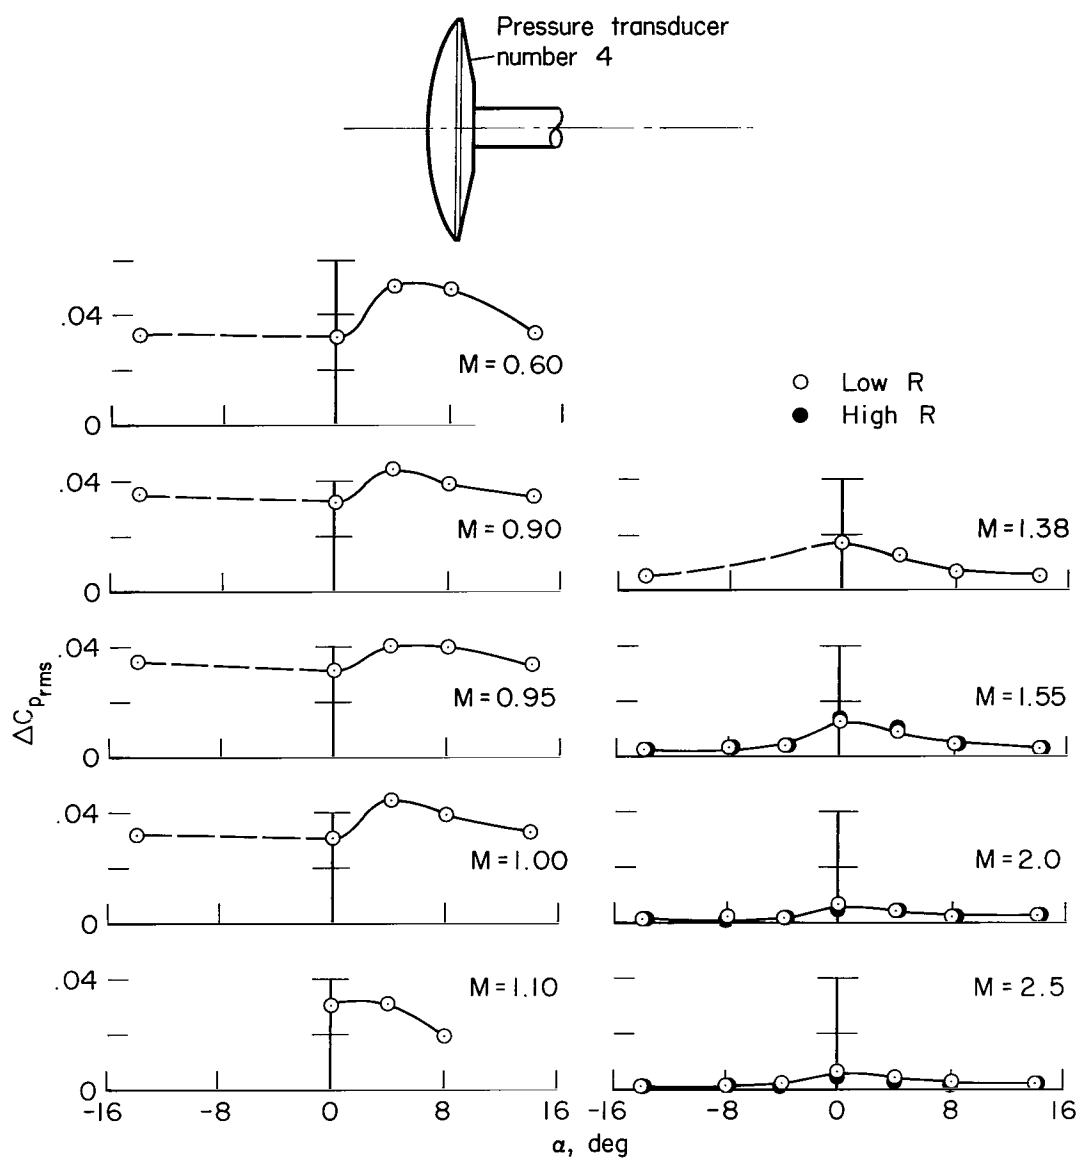 Pressure transducer
number 4
.04
M = 0.60
0
Low R
High R
.04
M = 0.90
0
M = 1.38
.04
M = 0.95
0
M = 1.55
ΔCprms
.04
M = 1.00
0
M = 2.0
.04
M = 1.10
0
M = 2.5
-16 -8 0 8 16 -16 -8 0 8 16
α, deg